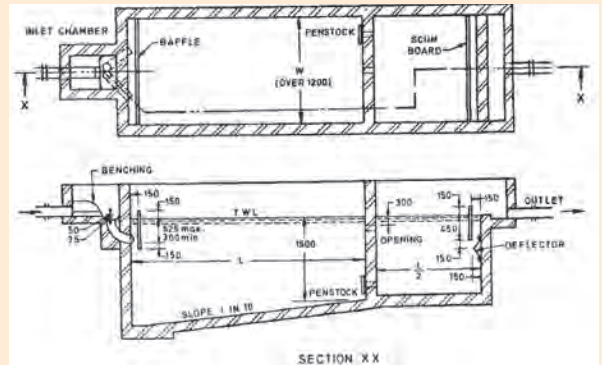 INLET CHAMBER
BAFFLE
PENSTOCK
SCUM
BOARD
W
(OVER 1200)
X
X
BENCHING
150
150
50
75
TWL
525 max.
300 min
150
L
1500
300
OPENING
150
150
OUTLET
450
DEFLECTOR
150
150
L
2
PENSTOCK
SLOPE 1 IN 10
SECTION XX